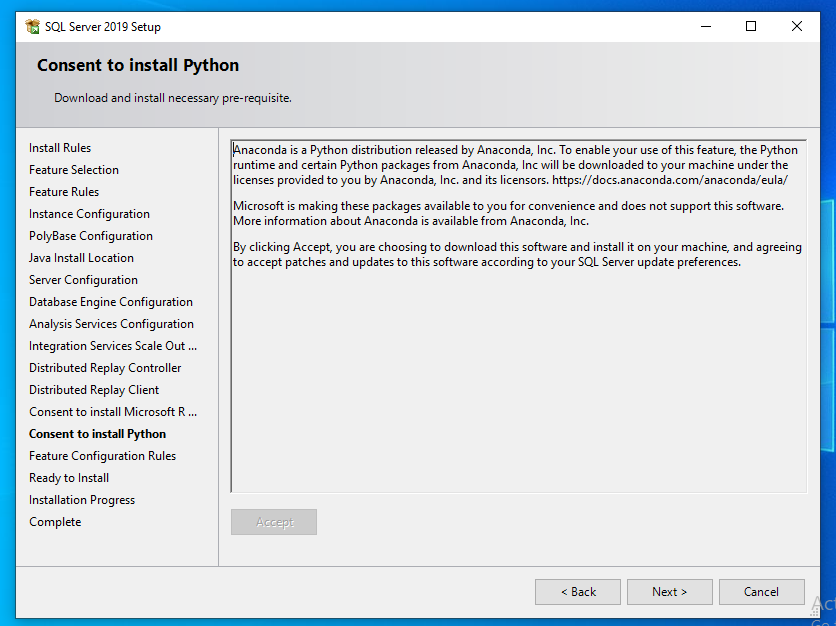 SQL Server 2019 Setup
Consent to install Python
Download and install necessary pre-requisite.
Install Rules
Feature Selection
Feature Rules
Instance Configuration
PolyBase Configuration
Java Install Location
Server Configuration
Database Engine Configuration
Analysis Services Configuration
Integration Services Scale Out ...
Distributed Replay Controller
Distributed Replay Client
Consent to install Microsoft R ...
Consent to install Python
Feature Configuration Rules
Ready to Install
Installation Progress
Complete
Anaconda is a Python distribution released by Anaconda, Inc. To enable your use of this feature, the Python
runtime and certain Python packages from Anaconda, Inc will be downloaded to your machine under the
licenses provided to you by Anaconda, Inc. and its licensors. https://docs.anaconda.com/anaconda/eula/
Microsoft is making these packages available to you for convenience and does not support this software.
More information about Anaconda is available from Anaconda, Inc.
By clicking Accept, you are choosing to download this software and install it on your machine, and agreeing
to accept patches and updates to this software according to your SQL Server update preferences.
Accept
< Back
Next >
Cancel